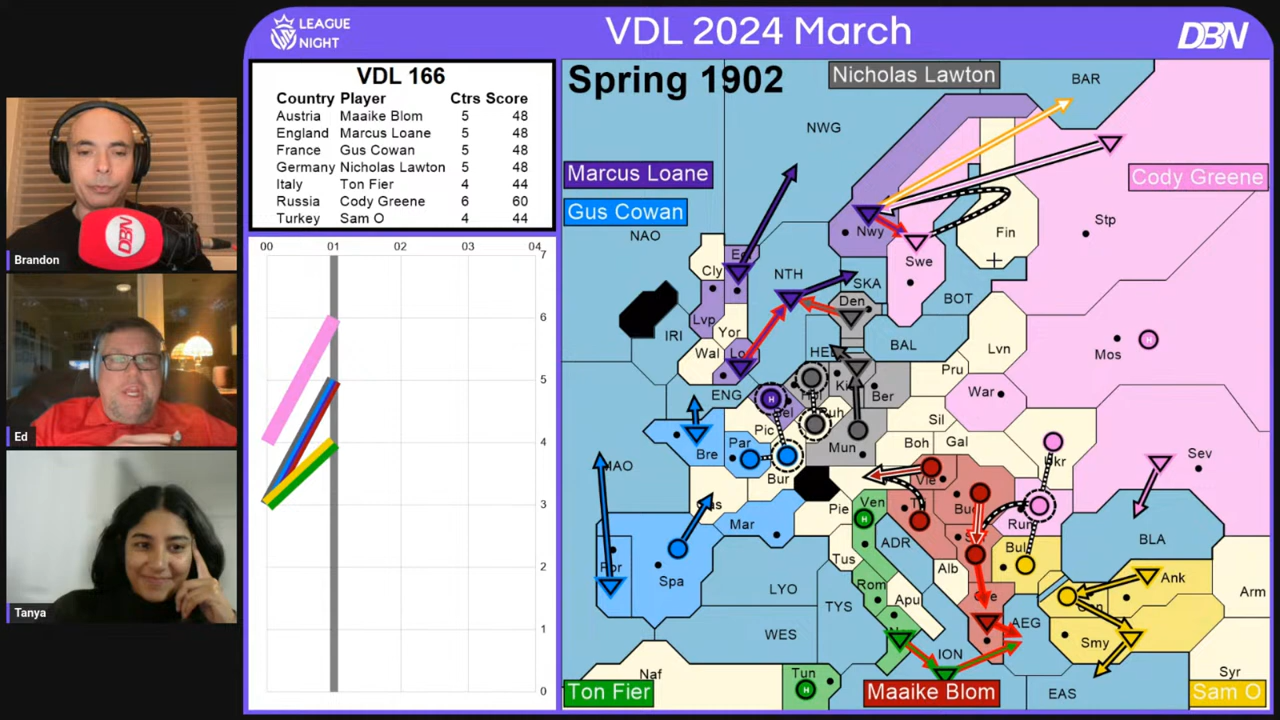 LEAGUE
NIGHT
VDL 2024 March
DBN
VDL 166
Country Player Ctrs Score
Austria Maaike Blom 5 48
England Marcus Loane 5 48
France Gus Cowan 5 48
Germany Nicholas Lawton 5 48
Italy Ton Fier 4 44
Russia Cody Greene 6 60
Turkey Sam O 4 44
00 01 02 03 04
7
6
5
4
3
2
1
0
DBN
Brandon
Ed
Tanya
Spring 1902
Nicholas Lawton
BAR
NWG
Marcus Loane
Cody Greene
Gus Cowan
NAO
Nwy
Stp
Fin
Swe
Cly
NTH
SKA
Den
BOT
Lvp
Yor
IRI
Wal
BAL
Lvn
Mos
ENG
Pru
Ber
War
Pic
Sil
Par
Bre
Mun
Boh
Gal
Sev
Bur
Vie
Mar
Pie
Ven
Rum
ADR
Spa
Tus
Bul
BLA
Alb
Ank
LYO
Rom
Arm
TYS
Apu
AEG
WES
Smy
ION
Naf
Tun
Syr
EAS
Ton Fier
Maaike Blom
Sam O